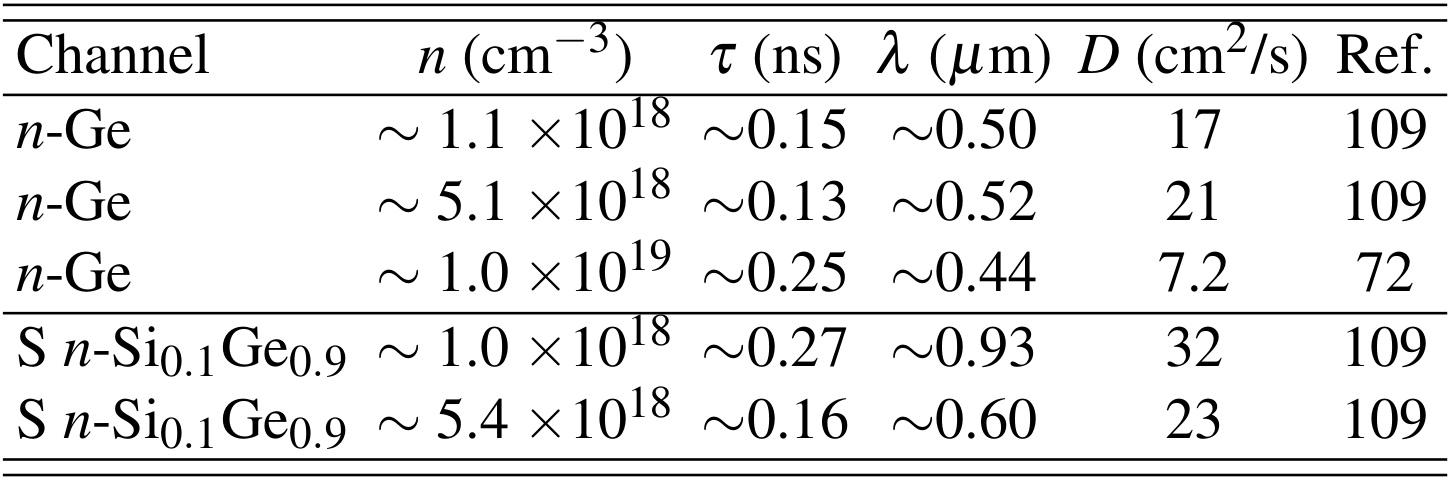 Channel n (cm⁻³) τ (ns) λ (μm) D (cm²/s) Ref.
n-Ge ∼ 1.1 ×10¹⁸ ∼0.15 ∼0.50 17 109
n-Ge ∼ 5.1 ×10¹⁸ ∼0.13 ∼0.52 21 109
n-Ge ∼ 1.0 ×10¹⁹ ∼0.25 ∼0.44 7.2 72
S n-Si₀.₁Ge₀.₉ ∼ 1.0 ×10¹⁸ ∼0.27 ∼0.93 32 109
S n-Si₀.₁Ge₀.₉ ∼ 5.4 ×10¹⁸ ∼0.16 ∼0.60 23 109